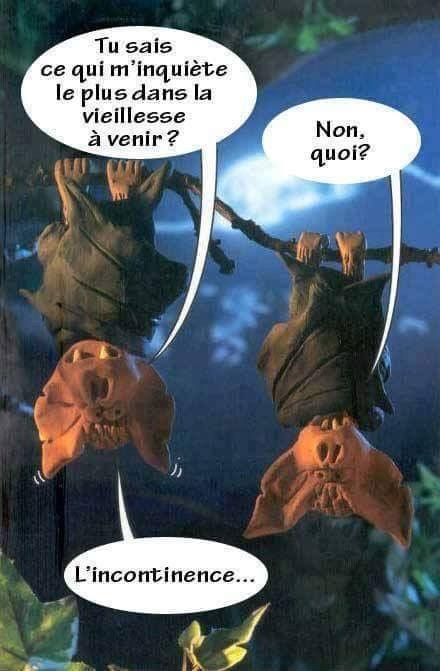 Tu sais
ce qui m'inquiète
le plus dans la
vieillesse
à venir ?
Non,
quoi?
L'incontinence...